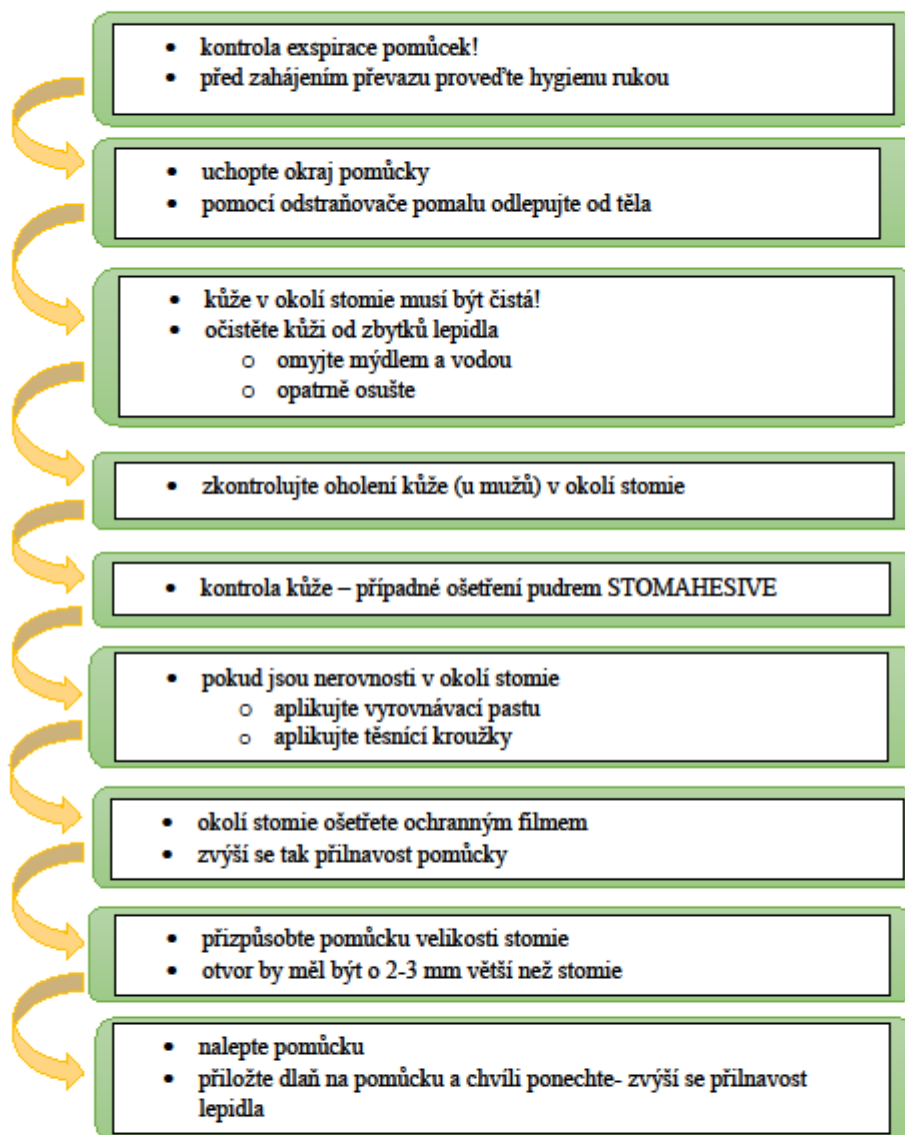 • kontrola exspirace pomůcek!
• před zahájením převazu proveďte hygienu rukou
• uchopte okraj pomůcky
• pomocí odstraňovače pomalu odlepujte od těla
• kůže v okolí stomie musí být čistá!
• očistěte kůži od zbytků lepidla
o omyjte mýdlem a vodou
o opatrně osušte
• zkontrolujte oholení kůže (u mužů) v okolí stomie
• kontrola kůže – případné ošetření pudrem STOMAHESIVE
• pokud jsou nerovnosti v okolí stomie
o aplikujte vyrovnávací pastu
o aplikujte těsnící kroužky
• okolí stomie ošetřete ochranným filmem
• zvýší se tak přilnavost pomůcky
• přizpůsobte pomůcku velikosti stomie
• otvor by měl být o 2-3 mm větší než stomie
• nalepte pomůcku
• přiložte dlaň na pomůcku a chvíli ponechte- zvýší se přilnavost
lepidla